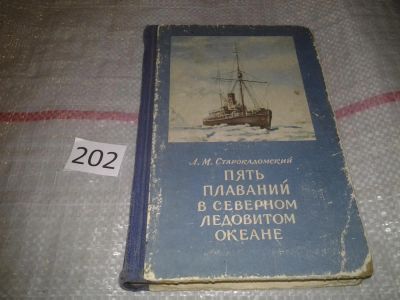 202
Л. М. Старокадомский
ПЯТЬ
ПЛАВАНИЙ
В СЕВЕРНОМ
ЛЕДОВИТОМ
ОКЕАНЕ